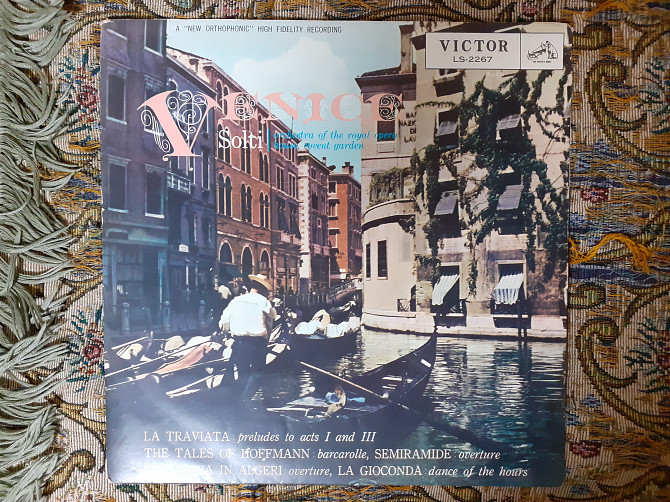 A "NEW ORTHOPHONIC" HIGH FIDELITY RECORDING
VICTOR
LS-2267
VENICE
Solti
orchestra of the royal opera
house, covent garden
LA TRAVIATA preludes to acts I and III
THE TALES OF HOFFMANN barcarolle, SEMIRAMIDE overture
IN ALGERI overture, LA GIOCONDA dance of the hours